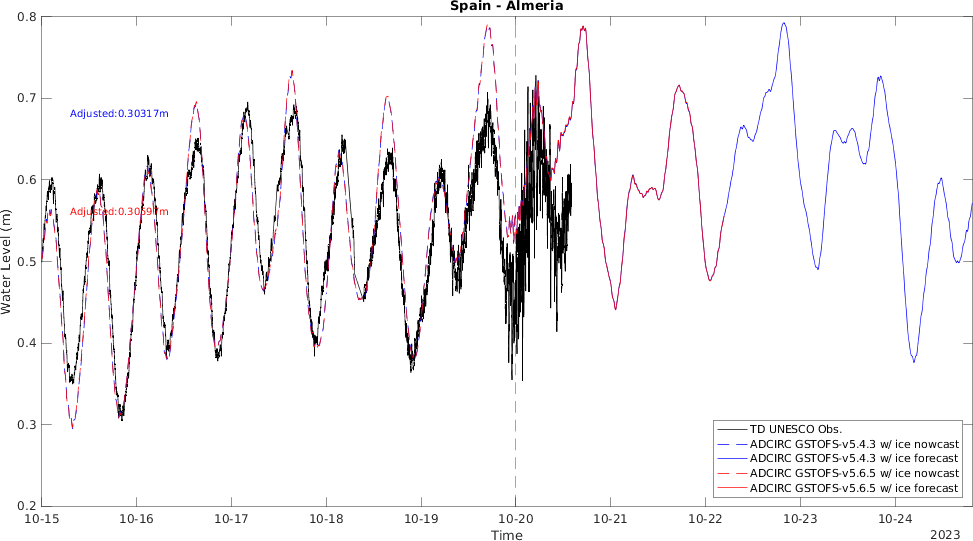 Spain - Almeria
0.8
0.7
0.6
0.5
0.4
0.3
0.2
Water Level (m)
Adjusted:0.30317m
TD UNESCO Obs.
ADCIRC GSTOFS-v5.4.3 w/ ice nowcast
ADCIRC GSTOFS-v5.4.3 w/ ice forecast
ADCIRC GSTOFS-v5.6.5 w/ ice nowcast
ADCIRC GSTOFS-v5.6.5 w/ ice forecast
10-15 10-16 10-17 10-18 10-19 10-20 10-21 10-22 10-23 10-24
Time
2023